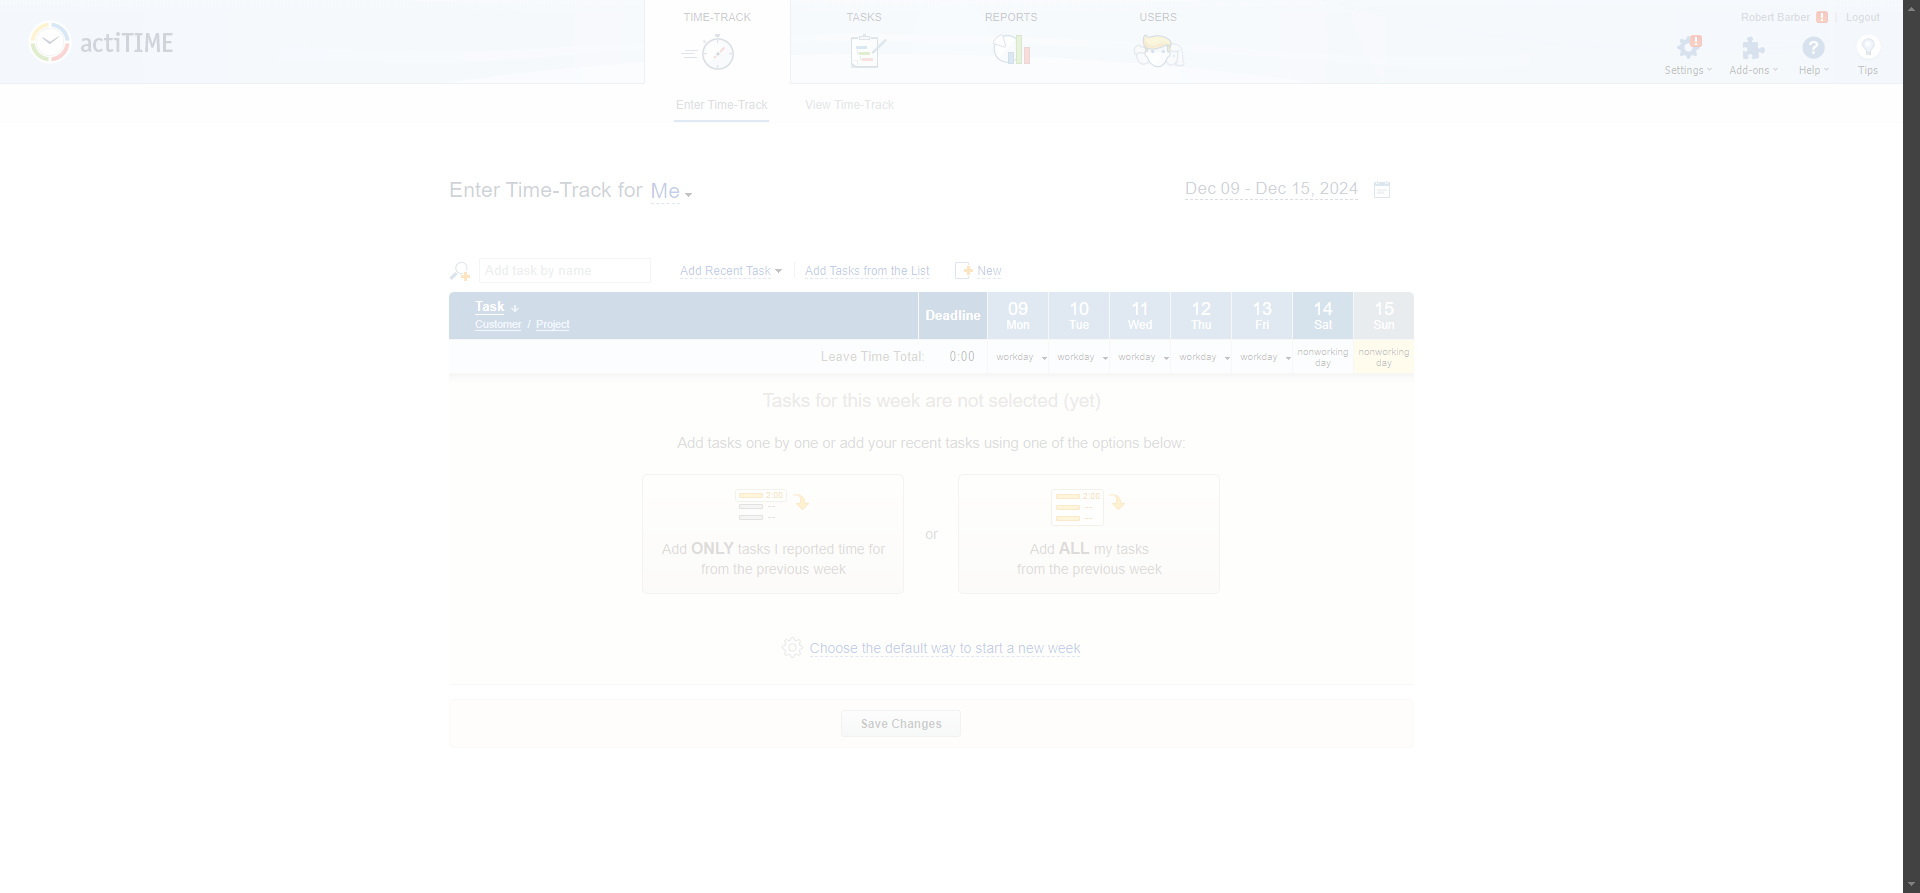 actiTIME
TIME-TRACK
TASKS
REPORTS
USERS
Robert Barber ! Logout
!
Settings
Add-ons
?
Help
Tips
Enter Time-Track
View Time-Track
Enter Time-Track for Me
Dec 09 - Dec 15, 2024
Add task by name
Add Recent Task
Add Tasks from the List
New
Task
Customer / Project
Deadline
09 Mon
10 Tue
11 Wed
12 Thu
13 Fri
14 Sat
15 Sun
Leave Time Total: 0:00
workday
workday
workday
workday
workday
nonworking day
nonworking day
Tasks for this week are not selected (yet)
Add tasks one by one or add your recent tasks using one of the options below:
2:00
--
--
Add ONLY tasks I reported time for
from the previous week
or
2:00
--
--
Add ALL my tasks
from the previous week
Choose the default way to start a new week
Save Changes